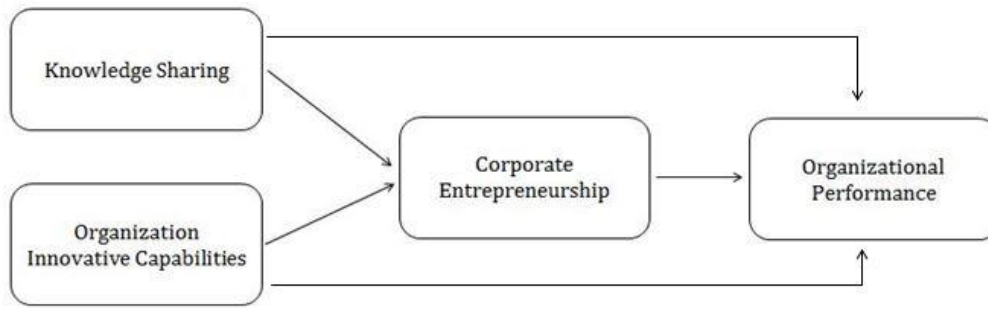 Knowledge Sharing
Corporate
Entrepreneurship
Organizational
Performance
Organization
Innovative Capabilities